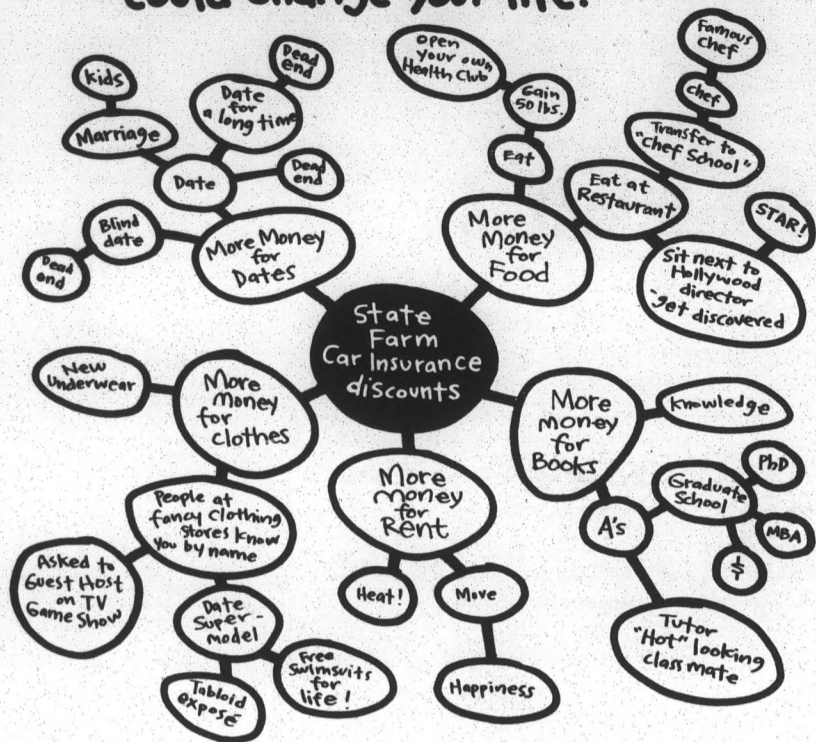 could change your life.
Kids
Marriage
Date
for
a long time
Dead
end
Date
Dead
end
Blind
date
Dead
end
More Money
for
Dates
Open
your own
Health Club
Gain
50 lbs.
Eat
More
Money
for
Food
Eat at
Restaurant
Transfer to
"Chef School"
Chef
Famous
Chef
Sit next to
Hollywood
director
-get discovered
STAR!
State
Farm
Car Insurance
discounts
New
Underwear
More
Money
for
Clothes
People at
fancy Clothing
Stores know
you by name
Asked to
Guest Host
on TV
Game Show
Date
Super-
model
Tabloid
exposé
Free
Swimsuits
for
life!
More
money
for
Rent
Heat!
Move
Happiness
More
money
for
Books
Knowledge
A's
Graduate
School
PhD
MBA
$
Tutor
"Hot" looking
classmate